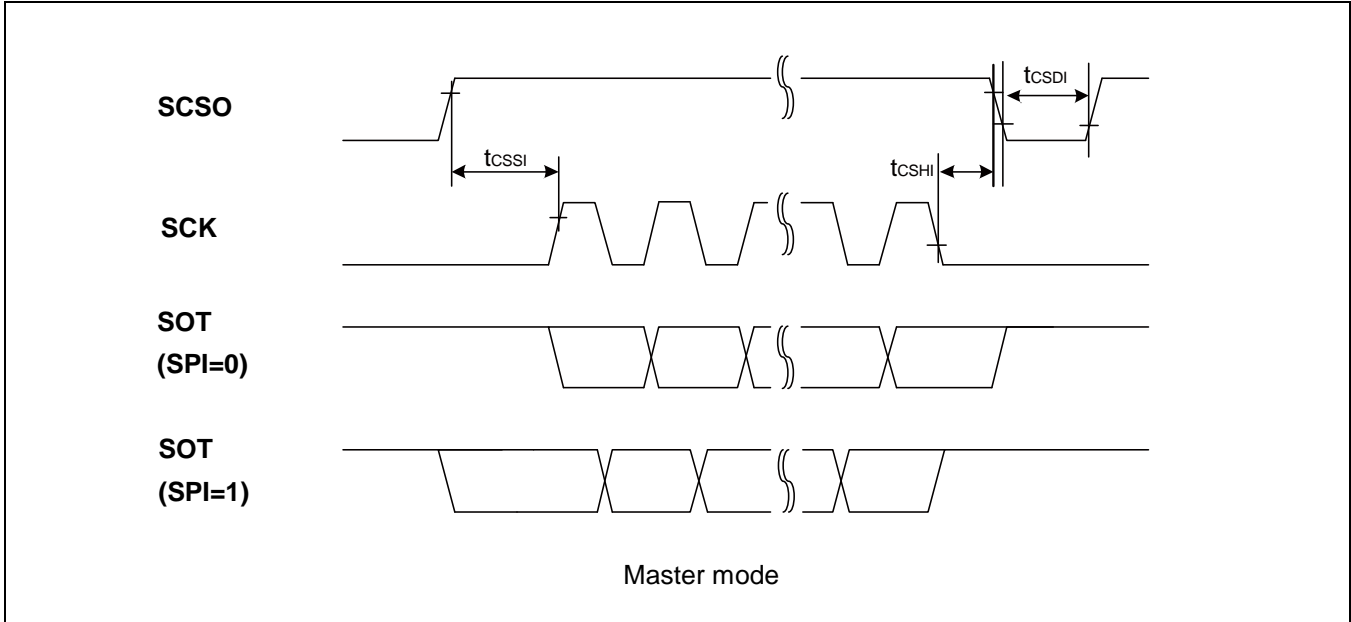 SCSO
tCSDI
tCSSI
tCSHI
SCK
SOT
(SPI=0)
SOT
(SPI=1)
Master mode